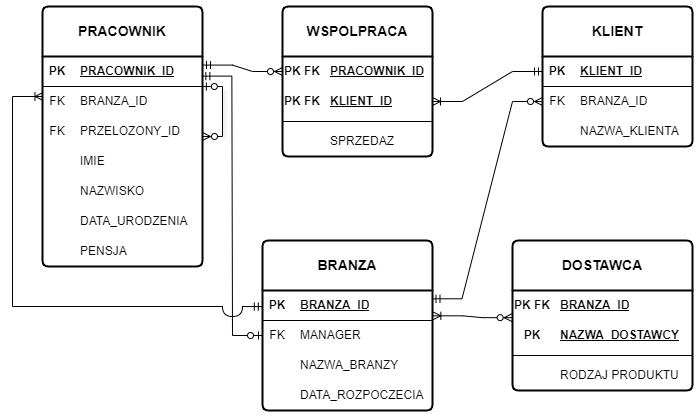 PRACOWNIK
PK PRACOWNIK_ID
FK BRANZA_ID
FK PRZELOZONY_ID
IMIE
NAZWISKO
DATA_URODZENIA
PENSJA
WSPOLPRACA
PK FK PRACOWNIK_ID
PK FK KLIENT_ID
SPRZEDAZ
KLIENT
PK KLIENT_ID
FK BRANZA_ID
NAZWA_KLIENTA
BRANZA
PK BRANZA_ID
FK MANAGER
NAZWA_BRANZY
DATA_ROZPOCZECIA
DOSTAWCA
PK FK BRANZA_ID
PK NAZWA_DOSTAWCY
RODZAJ PRODUKTU